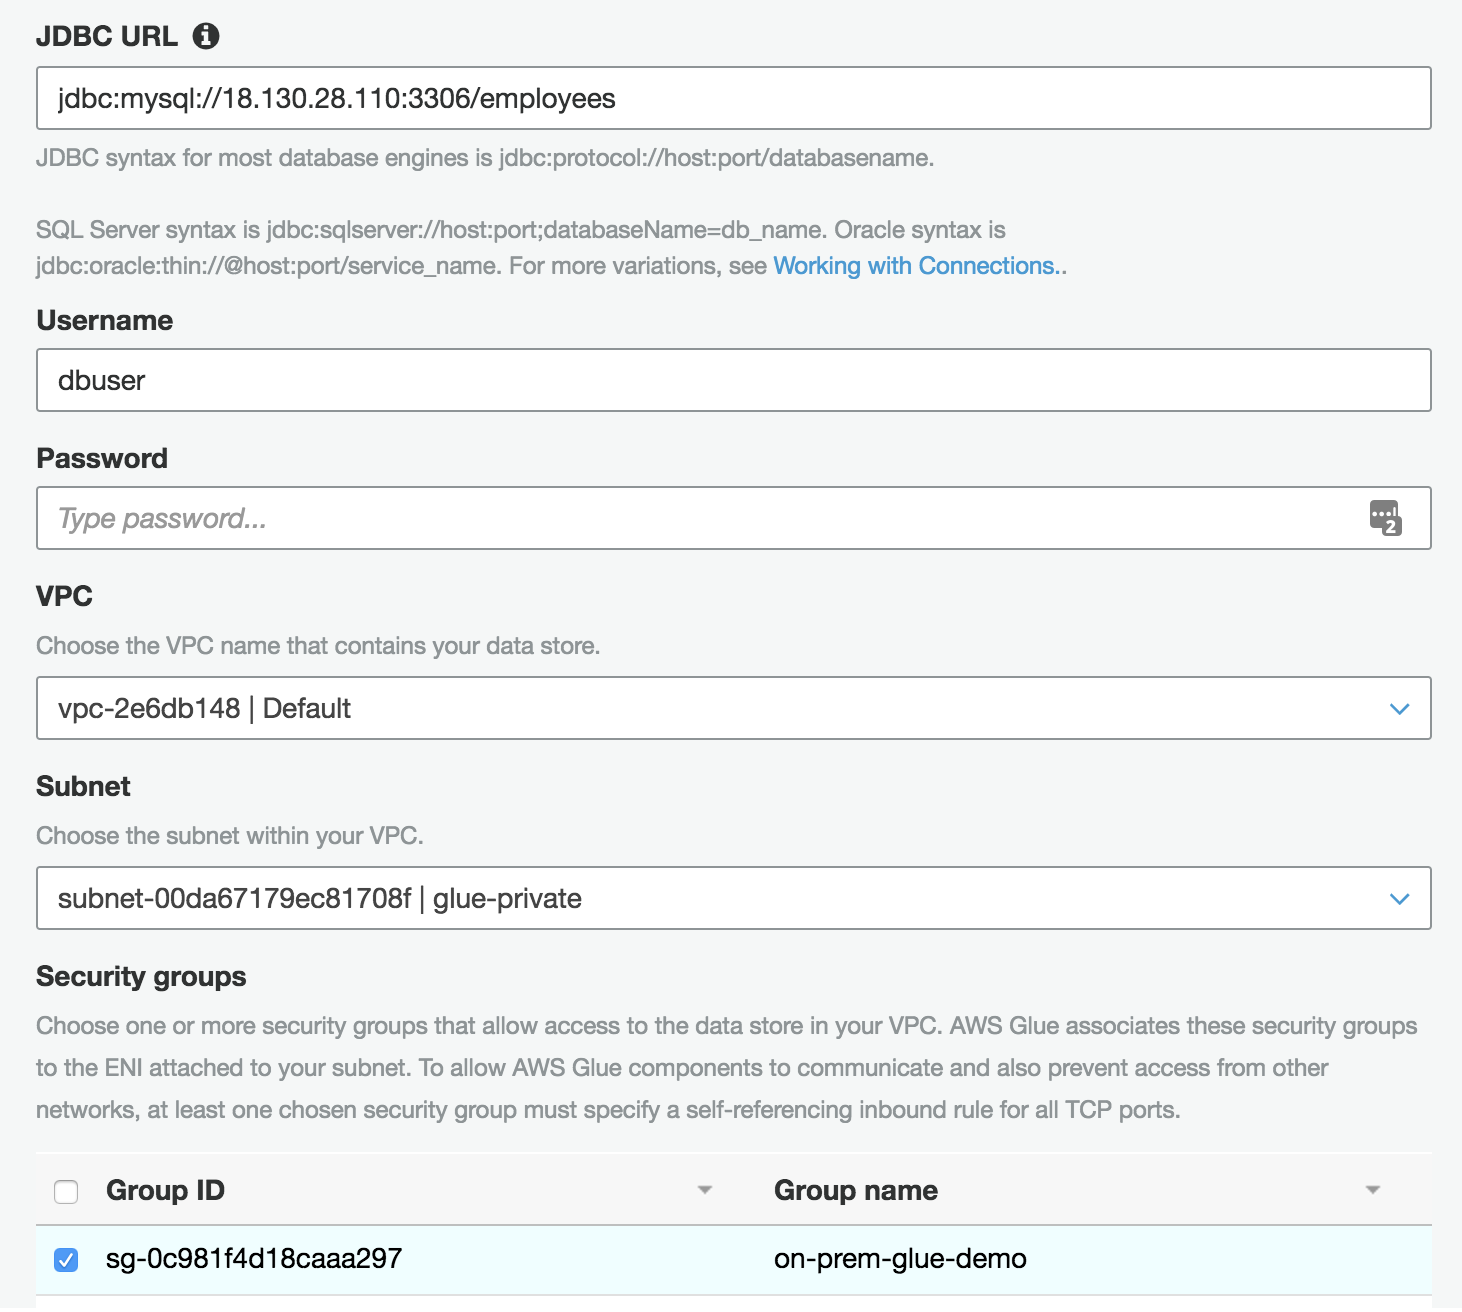 JDBC URL
jdbc:mysql://18.130.28.110:3306/employees
JDBC syntax for most database engines is jdbc:protocol://host:port/databasename.
SQL Server syntax is jdbc:sqlserver://host:port;databaseName=db_name. Oracle syntax is
jdbc:oracle:thin://@host:port/service_name. For more variations, see Working with Connections..
Username
dbuser
Password
Type password...
2
VPC
Choose the VPC name that contains your data store.
vpc-2e6db148 | Default
Subnet
Choose the subnet within your VPC.
subnet-00da67179ec81708f | glue-private
Security groups
Choose one or more security groups that allow access to the data store in your VPC. AWS Glue associates these security groups
to the ENI attached to your subnet. To allow AWS Glue components to communicate and also prevent access from other
networks, at least one chosen security group must specify a self-referencing inbound rule for all TCP ports.
Group ID Group name
sg-0c981f4d18caaa297 on-prem-glue-demo